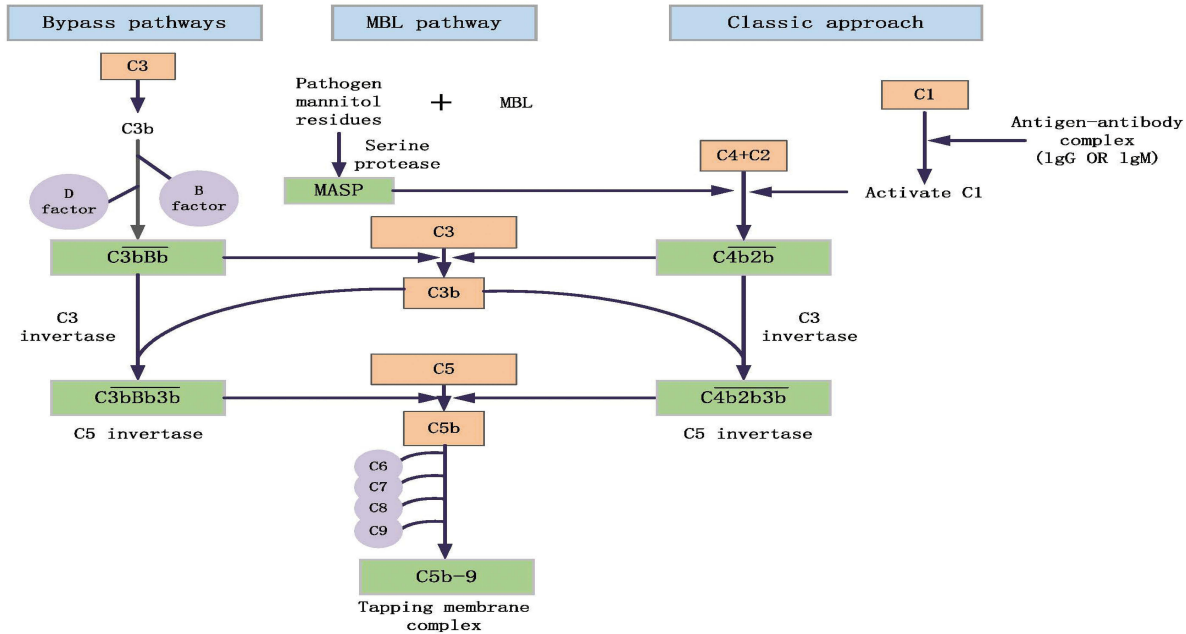 Bypass pathways
MBL pathway
Classic approach
C3
C3b
D
factor
B
factor
C3bBb
C3
invertase
C3bBb3b
C5 invertase
Pathogen
mannitol
residues
+
MBL
Serine
protease
MASP
C3
C3b
C5
C5b
C6
C7
C8
C9
C5b-9
Tapping membrane
complex
C1
Antigen-antibody
complex
(lgG OR lgM)
C4+C2
Activate C1
C4b2b
C3
invertase
C4b2b3b
C5 invertase